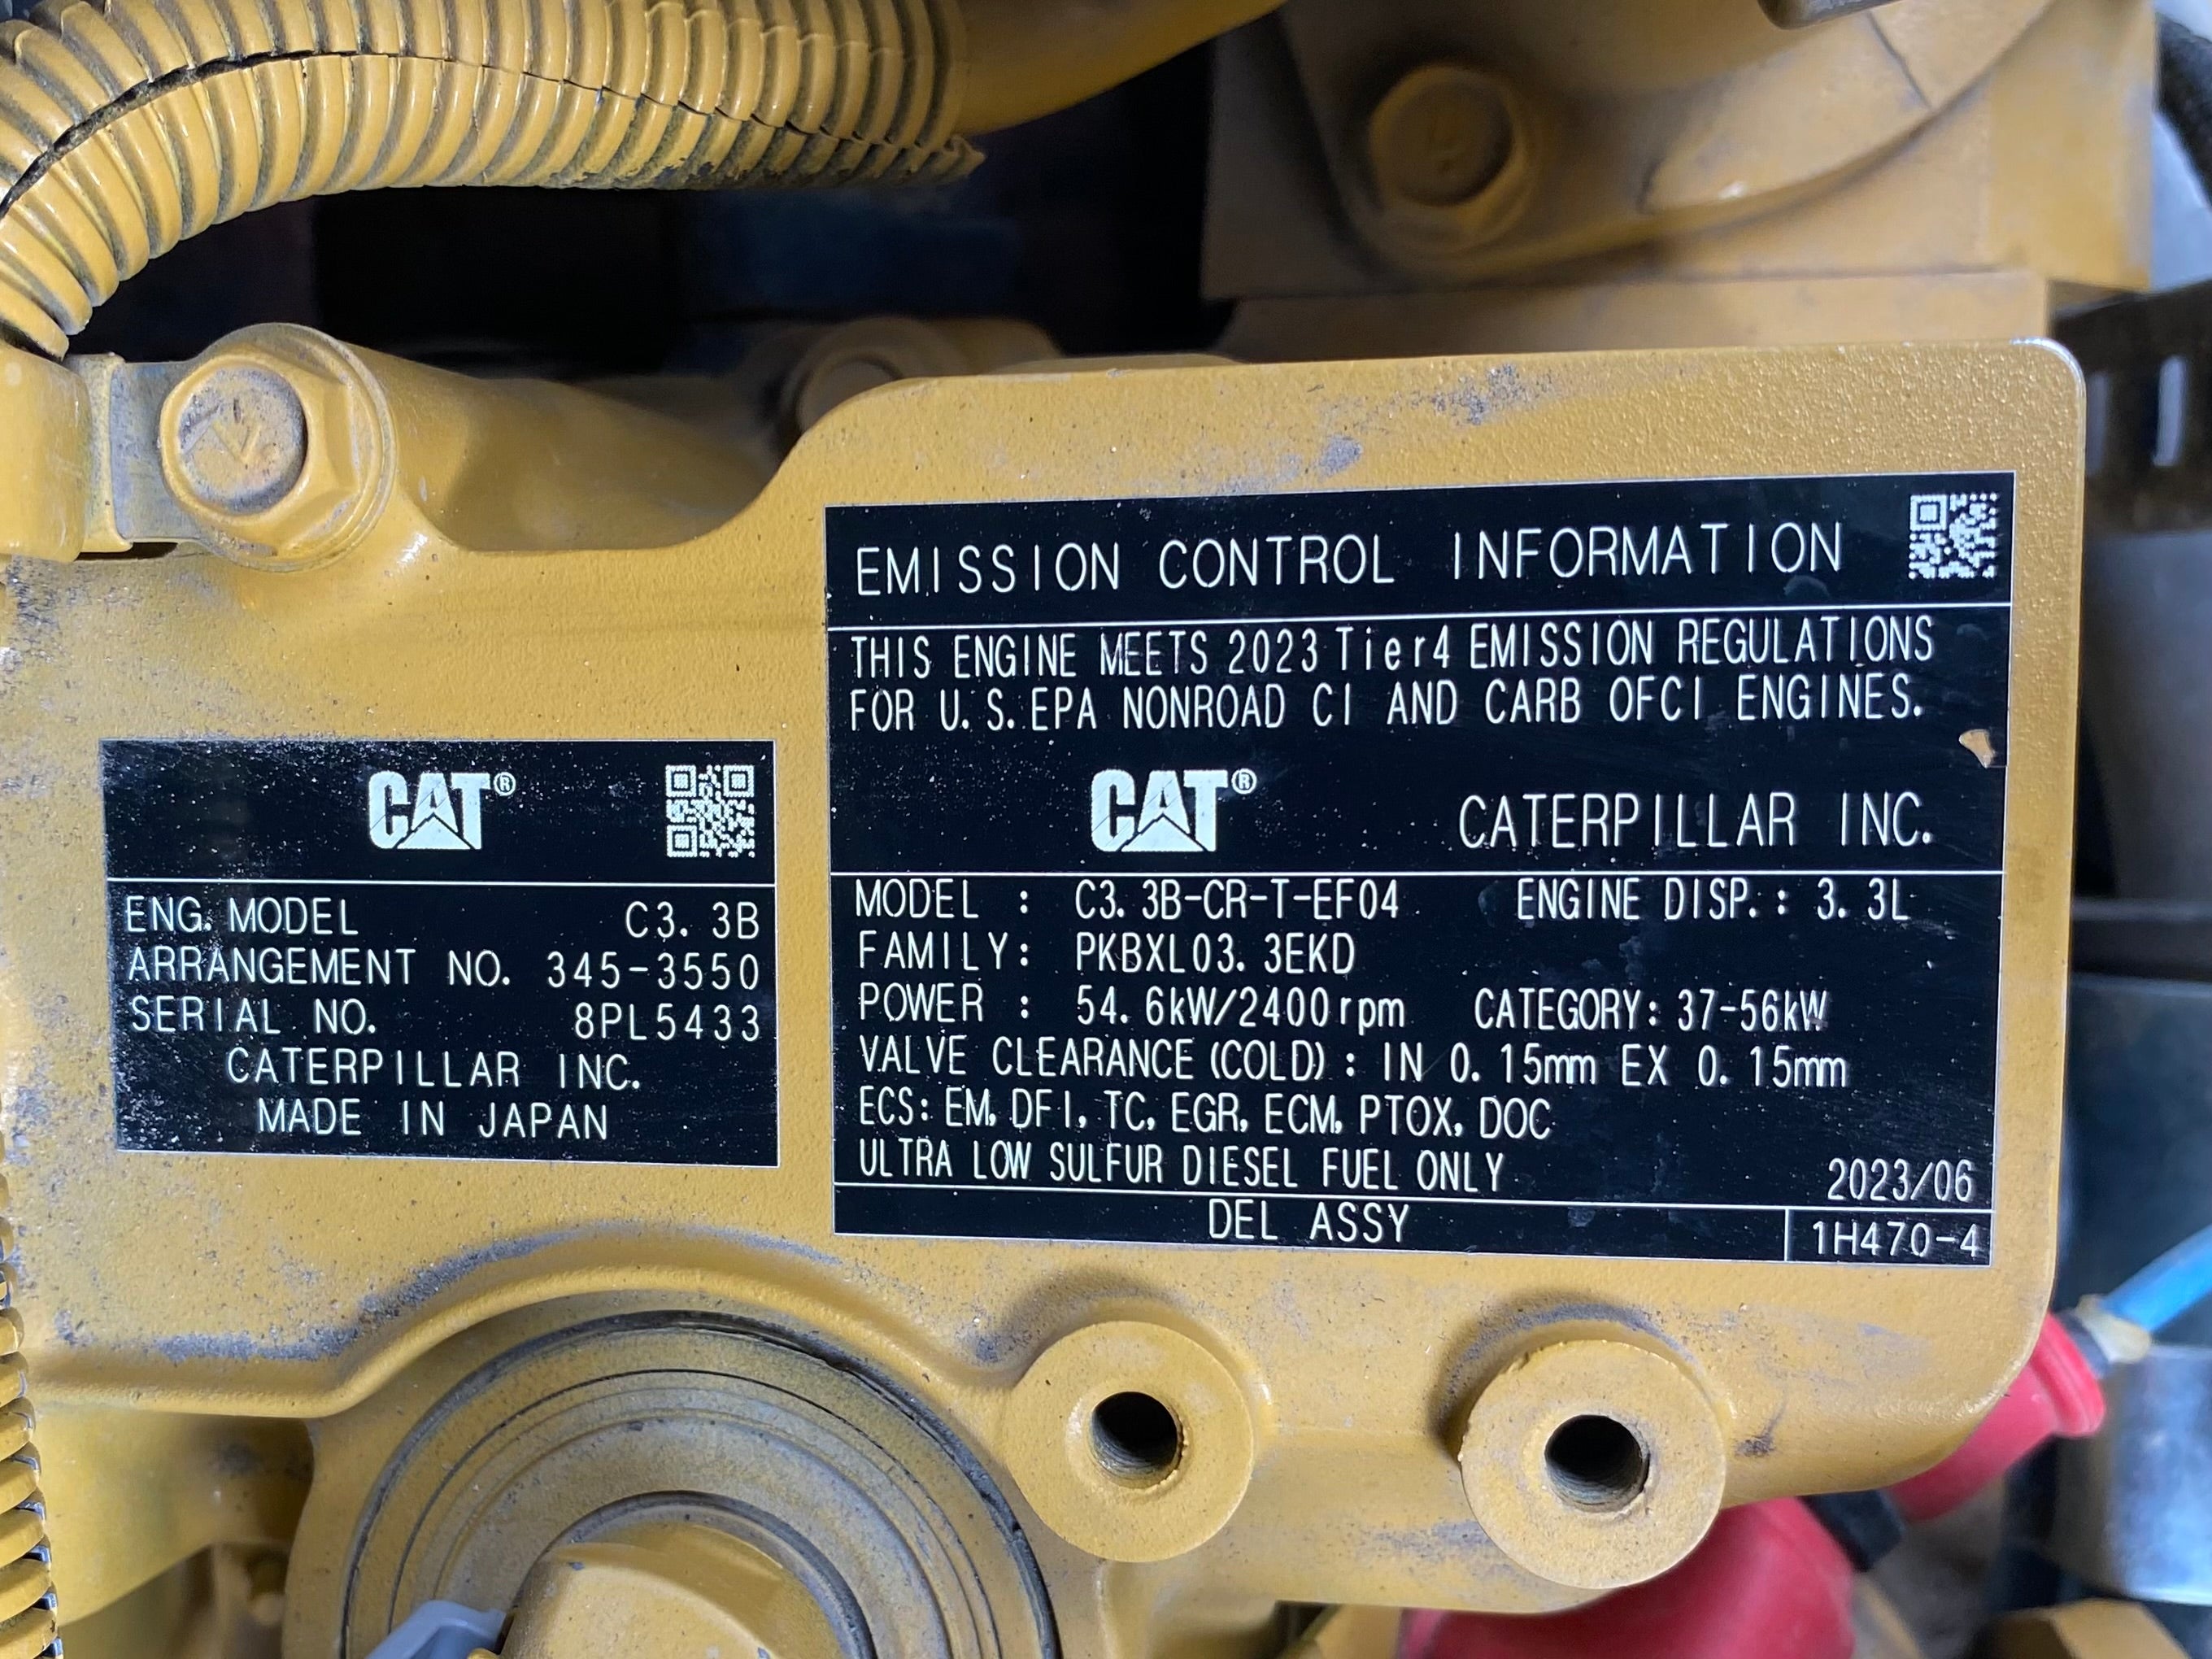 CAT®
ENG. MODEL C3.3B
ARRANGEMENT NO. 345-3550
SERIAL NO. 8PL5433
CATERPILLAR INC.
MADE IN JAPAN
EMISSION CONTROL INFORMATION
THIS ENGINE MEETS 2023 Tier4 EMISSION REGULATIONS
FOR U.S.EPA NONROAD CI AND CARB OFCI ENGINES.
CAT® CATERPILLAR INC.
MODEL : C3.3B-CR-T-EF04 ENGINE DISP.: 3.3L
FAMILY: PKBXL03.3EKD
POWER : 54.6kW/2400rpm CATEGORY: 37-56kW
VALVE CLEARANCE (COLD) : IN 0.15mm EX 0.15mm
ECS: EM, DFI, TC, EGR, ECM, PTOX, DOC
ULTRA LOW SULFUR DIESEL FUEL ONLY 2023/06
DEL ASSY 1H470-4